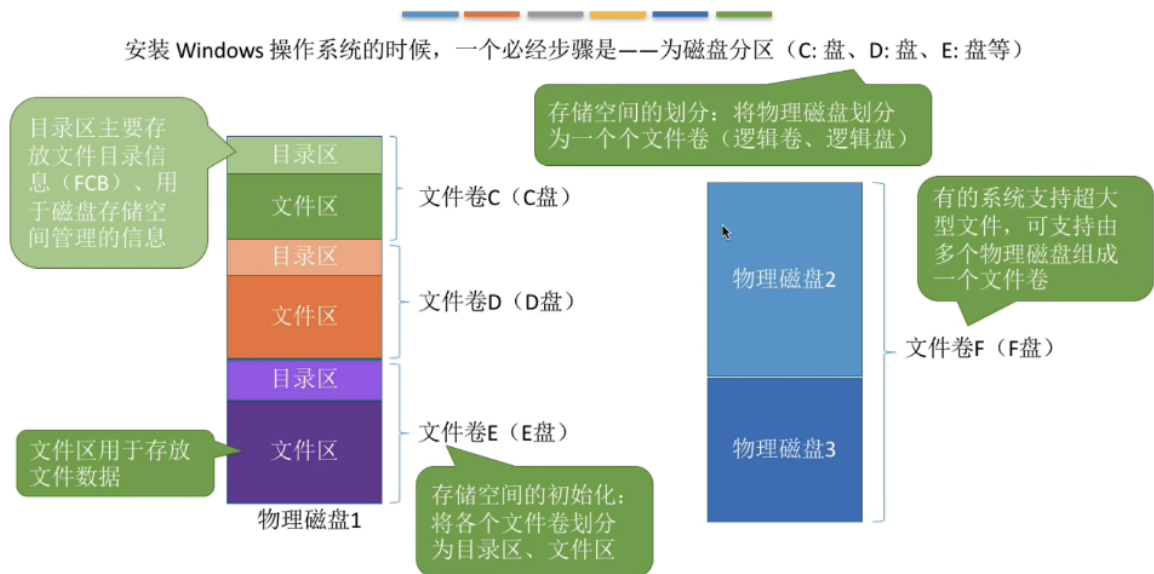 安装 Windows 操作系统的时候，一个必经步骤是——为磁盘分区（C: 盘、D: 盘、E: 盘等）
存储空间的划分：将物理磁盘划分
为一个个文件卷（逻辑卷、逻辑盘）
目录区主要存
放文件目录信
息（FCB）、用
于磁盘存储空
间管理的信息
目录区
文件区
文件卷C（C盘）
目录区
文件区
文件卷D（D盘）
目录区
文件区
文件卷E（E盘）
文件区用于存放
文件数据
物理磁盘1
存储空间的初始化：
将各个文件卷划分
为目录区、文件区
物理磁盘2
物理磁盘3
文件卷F（F盘）
有的系统支持超大
型文件，可支持由
多个物理磁盘组成
一个文件卷